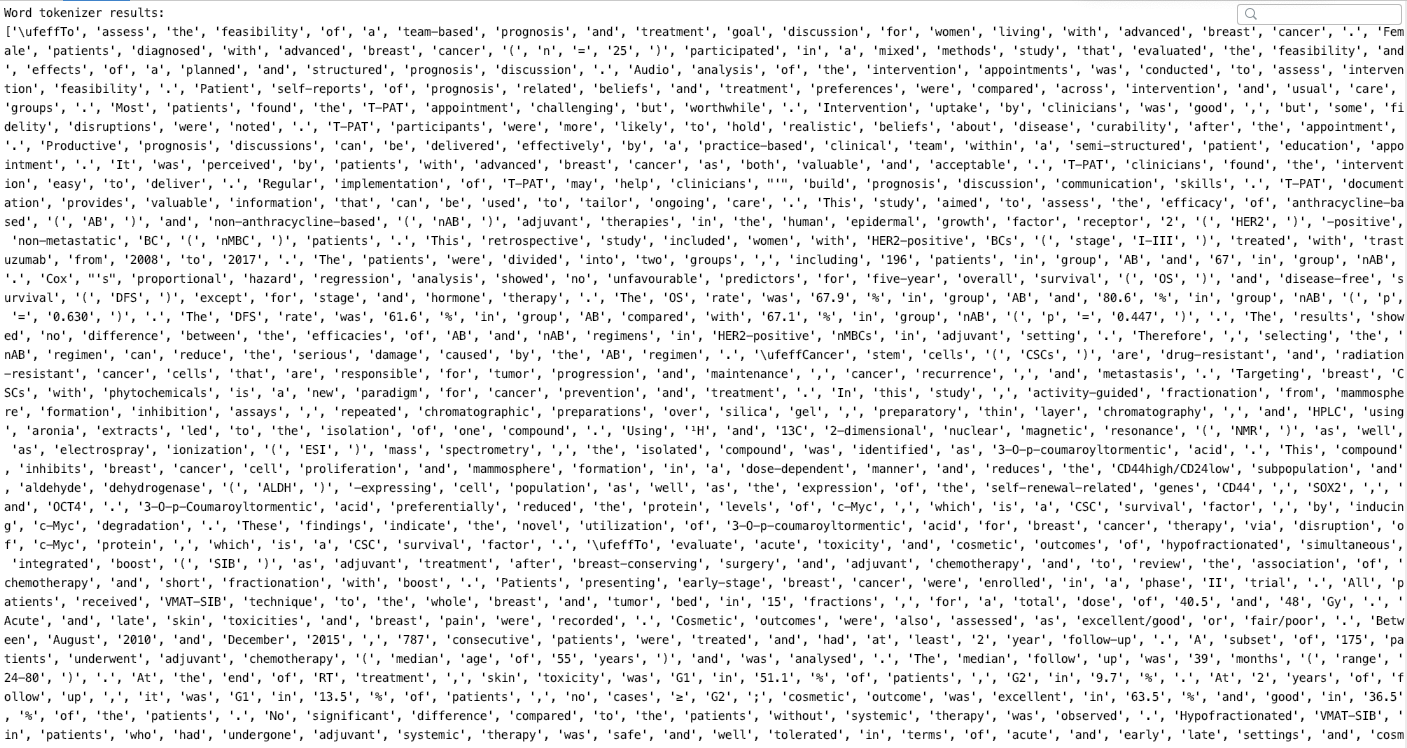 Word tokenizer results:
['\ufeffTo', 'assess', 'the', 'feasibility', 'of', 'a', 'team-based', 'prognosis', 'and', 'treatment', 'goal', 'discussion', 'for', 'women', 'living', 'with', 'advanced', 'breast', 'cancer', '.', 'Fem
ale', 'patients', 'diagnosed', 'with', 'advanced', 'breast', 'cancer', '(', 'n', '=', '25', ')', 'participated', 'in', 'a', 'mixed', 'methods', 'study', 'that', 'evaluated', 'the', 'feasibility', 'and
', 'effects', 'of', 'a', 'planned', 'and', 'structured', 'prognosis', 'discussion', '.', 'Audio', 'analysis', 'of', 'the', 'intervention', 'appointments', 'was', 'conducted', 'to', 'assess', 'interven
tion', 'feasibility', '.', 'Patient', 'self-reports', 'of', 'prognosis', 'related', 'beliefs', 'and', 'treatment', 'preferences', 'were', 'compared', 'across', 'intervention', 'and', 'usual', 'care',
'groups', '.', 'Most', 'patients', 'found', 'the', 'T-PAT', 'appointment', 'challenging', 'but', 'worthwhile', '.', 'Intervention', 'uptake', 'by', 'clinicians', 'was', 'good', ',', 'but', 'some', 'fi
delity', 'disruptions', 'were', 'noted', '.', 'T-PAT', 'participants', 'were', 'more', 'likely', 'to', 'hold', 'realistic', 'beliefs', 'about', 'disease', 'curability', 'after', 'the', 'appointment',
'.', 'Productive', 'prognosis', 'discussions', 'can', 'be', 'delivered', 'effectively', 'by', 'a', 'practice-based', 'clinical', 'team', 'within', 'a', 'semi-structured', 'patient', 'education', 'appo
intment', '.', 'It', 'was', 'perceived', 'by', 'patients', 'with', 'advanced', 'breast', 'cancer', 'as', 'both', 'valuable', 'and', 'acceptable', '.', 'T-PAT', 'clinicians', 'found', 'the', 'intervent
ion', 'easy', 'to', 'deliver', '.', 'Regular', 'implementation', 'of', 'T-PAT', 'may', 'help', 'clinicians', "'", 'build', 'prognosis', 'discussion', 'communication', 'skills', '.', 'T-PAT', 'document
ation', 'provides', 'valuable', 'information', 'that', 'can', 'be', 'used', 'to', 'tailor', 'ongoing', 'care', '.', 'This', 'study', 'aimed', 'to', 'assess', 'the', 'efficacy', 'of', 'anthracycline-ba
sed', '(', 'AB', ')', 'and', 'non-anthracycline-based', '(', 'nAB', ')', 'adjuvant', 'therapies', 'in', 'the', 'human', 'epidermal', 'growth', 'factor', 'receptor', '2', '(', 'HER2', ')', '-positive',
'non-metastatic', 'BC', '(', 'nMBC', ')', 'patients', '.', 'This', 'retrospective', 'study', 'included', 'women', 'with', 'HER2-positive', 'BCs', '(', 'stage', 'I-III', ')', 'treated', 'with', 'trast
uzumab', 'from', '2008', 'to', '2017', '.', 'The', 'patients', 'were', 'divided', 'into', 'two', 'groups', ',', 'including', '196', 'patients', 'in', 'group', 'AB', 'and', '67', 'in', 'group', 'nAB',
'.', 'Cox', "'s", 'proportional', 'hazard', 'regression', 'analysis', 'showed', 'no', 'unfavourable', 'predictors', 'for', 'five-year', 'overall', 'survival', '(', 'OS', ')', 'and', 'disease-free', 's
urvival', '(', 'DFS', ')', 'except', 'for', 'stage', 'and', 'hormone', 'therapy', '.', 'The', 'OS', 'rate', 'was', '67.9', '%', 'in', 'group', 'AB', 'and', '80.6', '%', 'in', 'group', 'nAB', '(', 'p',
'=', '0.630', ')', '.', 'The', 'DFS', 'rate', 'was', '61.6', '%', 'in', 'group', 'AB', 'compared', 'with', '67.1', '%', 'in', 'group', 'nAB', '(', 'p', '=', '0.447', ')', '.', 'The', 'results', 'show
ed', 'no', 'difference', 'between', 'the', 'efficacies', 'of', 'AB', 'and', 'nAB', 'regimens', 'in', 'HER2-positive', 'nMBCs', 'in', 'adjuvant', 'setting', '.', 'Therefore', ',', 'selecting', 'the', '
nAB', 'regimen', 'can', 'reduce', 'the', 'serious', 'damage', 'caused', 'by', 'the', 'AB', 'regimen', '.', '\ufeffCancer', 'stem', 'cells', '(', 'CSCs', ')', 'are', 'drug-resistant', 'and', 'radiation
-resistant', 'cancer', 'cells', 'that', 'are', 'responsible', 'for', 'tumor', 'progression', 'and', 'maintenance', ',', 'cancer', 'recurrence', ',', 'and', 'metastasis', '.', 'Targeting', 'breast', 'C
SCs', 'with', 'phytochemicals', 'is', 'a', 'new', 'paradigm', 'for', 'cancer', 'prevention', 'and', 'treatment', '.', 'In', 'this', 'study', ',', 'activity-guided', 'fractionation', 'from', 'mammosphe
re', 'formation', 'inhibition', 'assays', ',', 'repeated', 'chromatographic', 'preparations', 'over', 'silica', 'gel', ',', 'preparatory', 'thin', 'layer', 'chromatography', ',', 'and', 'HPLC', 'using
', 'aronia', 'extracts', 'led', 'to', 'the', 'isolation', 'of', 'one', 'compound', '.', 'Using', '¹H', 'and', '13C', '2-dimensional', 'nuclear', 'magnetic', 'resonance', '(', 'NMR', ')', 'as', 'well',
'as', 'electrospray', 'ionization', '(', 'ESI', ')', 'mass', 'spectrometry', ',', 'the', 'isolated', 'compound', 'was', 'identified', 'as', '3-O-p-coumaroyltormentic', 'acid', '.', 'This', 'compound'
, 'inhibits', 'breast', 'cancer', 'cell', 'proliferation', 'and', 'mammosphere', 'formation', 'in', 'a', 'dose-dependent', 'manner', 'and', 'reduces', 'the', 'CD44high/CD24low', 'subpopulation', 'and'
, 'aldehyde', 'dehydrogenase', '(', 'ALDH', ')', '-expressing', 'cell', 'population', 'as', 'well', 'as', 'the', 'expression', 'of', 'the', 'self-renewal-related', 'genes', 'CD44', ',', 'SOX2', ',', '
and', 'OCT4', '.', '3-O-p-Coumaroyltormentic', 'acid', 'preferentially', 'reduced', 'the', 'protein', 'levels', 'of', 'c-Myc', ',', 'which', 'is', 'a', 'CSC', 'survival', 'factor', ',', 'by', 'inducin
g', 'c-Myc', 'degradation', '.', 'These', 'findings', 'indicate', 'the', 'novel', 'utilization', 'of', '3-O-p-coumaroyltormentic', 'acid', 'for', 'breast', 'cancer', 'therapy', 'via', 'disruption', 'o
f', 'c-Myc', 'protein', ',', 'which', 'is', 'a', 'CSC', 'survival', 'factor', '.', '\ufeffTo', 'evaluate', 'acute', 'toxicity', 'and', 'cosmetic', 'outcomes', 'of', 'hypofractionated', 'simultaneous',
'integrated', 'boost', '(', 'SIB', ')', 'as', 'adjuvant', 'treatment', 'after', 'breast-conserving', 'surgery', 'and', 'adjuvant', 'chemotherapy', 'and', 'to', 'review', 'the', 'association', 'of', '
chemotherapy', 'and', 'short', 'fractionation', 'with', 'boost', '.', 'Patients', 'presenting', 'early-stage', 'breast', 'cancer', 'were', 'enrolled', 'in', 'a', 'phase', 'II', 'trial', '.', 'All', 'p
atients', 'received', 'VMAT-SIB', 'technique', 'to', 'the', 'whole', 'breast', 'and', 'tumor', 'bed', 'in', '15', 'fractions', ',', 'for', 'a', 'total', 'dose', 'of', '40.5', 'and', '48', 'Gy', '.', '
Acute', 'and', 'late', 'skin', 'toxicities', 'and', 'breast', 'pain', 'were', 'recorded', '.', 'Cosmetic', 'outcomes', 'were', 'also', 'assessed', 'as', 'excellent/good', 'or', 'fair/poor', '.', 'Betw
een', 'August', '2010', 'and', 'December', '2015', ',', '787', 'consecutive', 'patients', 'were', 'treated', 'and', 'had', 'at', 'least', '2', 'year', 'follow-up', '.', 'A', 'subset', 'of', '175', 'pa
tients', 'underwent', 'adjuvant', 'chemotherapy', '(', 'median', 'age', 'of', '55', 'years', ')', 'and', 'was', 'analysed', '.', 'The', 'median', 'follow', 'up', 'was', '39', 'months', '(', 'range', '
24-80', ')', '.', 'At', 'the', 'end', 'of', 'RT', 'treatment', ',', 'skin', 'toxicity', 'was', 'G1', 'in', '51.1', '%', 'of', 'patients', ',', 'G2', 'in', '9.7', '%', '.', 'At', '2', 'years', 'of', 'f
ollow', 'up', ',', 'it', 'was', 'G1', 'in', '13.5', '%', 'of', 'patients', ',', 'no', 'cases', '≥', 'G2', ';', 'cosmetic', 'outcome', 'was', 'excellent', 'in', '63.5', '%', 'and', 'good', 'in', '36.5'
, '%', 'of', 'the', 'patients', '.', 'No', 'significant', 'difference', 'compared', 'to', 'the', 'patients', 'without', 'systemic', 'therapy', 'was', 'observed', '.', 'Hypofractionated', 'VMAT-SIB', '
in', 'patients', 'who', 'had', 'undergone', 'adjuvant', 'systemic', 'therapy', 'was', 'safe', 'and', 'well', 'tolerated', 'in', 'terms', 'of', 'acute', 'and', 'early', 'late', 'settings', 'and', 'cosm